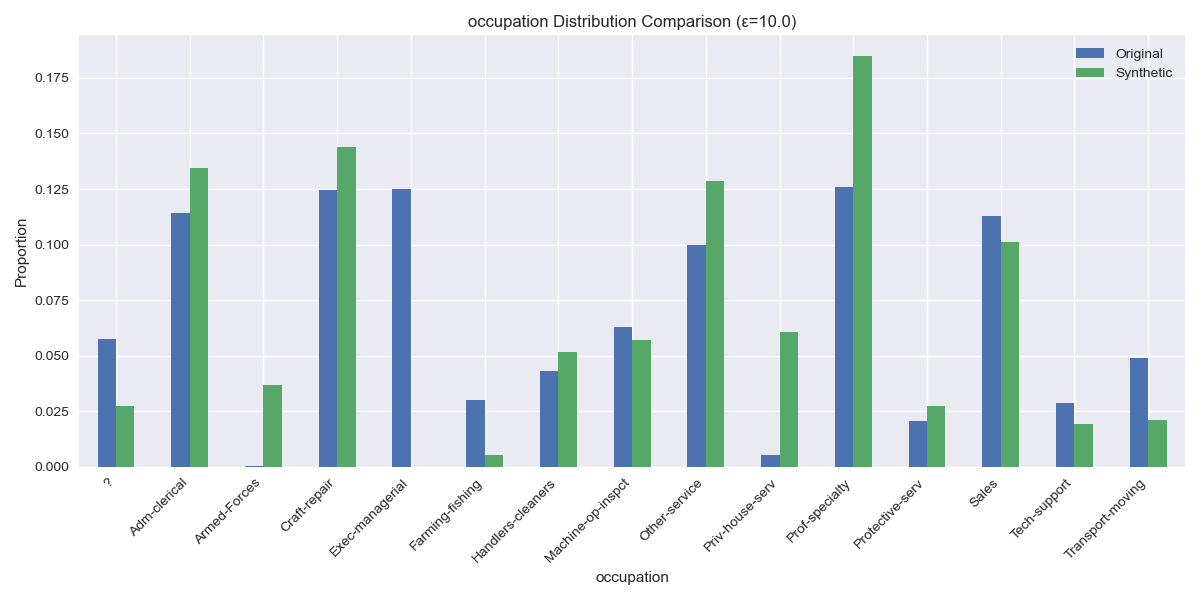 occupation Distribution Comparison (ε=10.0)
Original
Synthetic
Proportion
0.175
0.150
0.125
0.100
0.075
0.050
0.025
0.000
?
Adm-clerical
Armed-Forces
Craft-repair
Exec-managerial
Farming-fishing
Handlers-cleaners
Machine-op-inspct
Other-service
Priv-house-serv
Prof-specialty
Protective-serv
Sales
Tech-support
Transport-moving
occupation